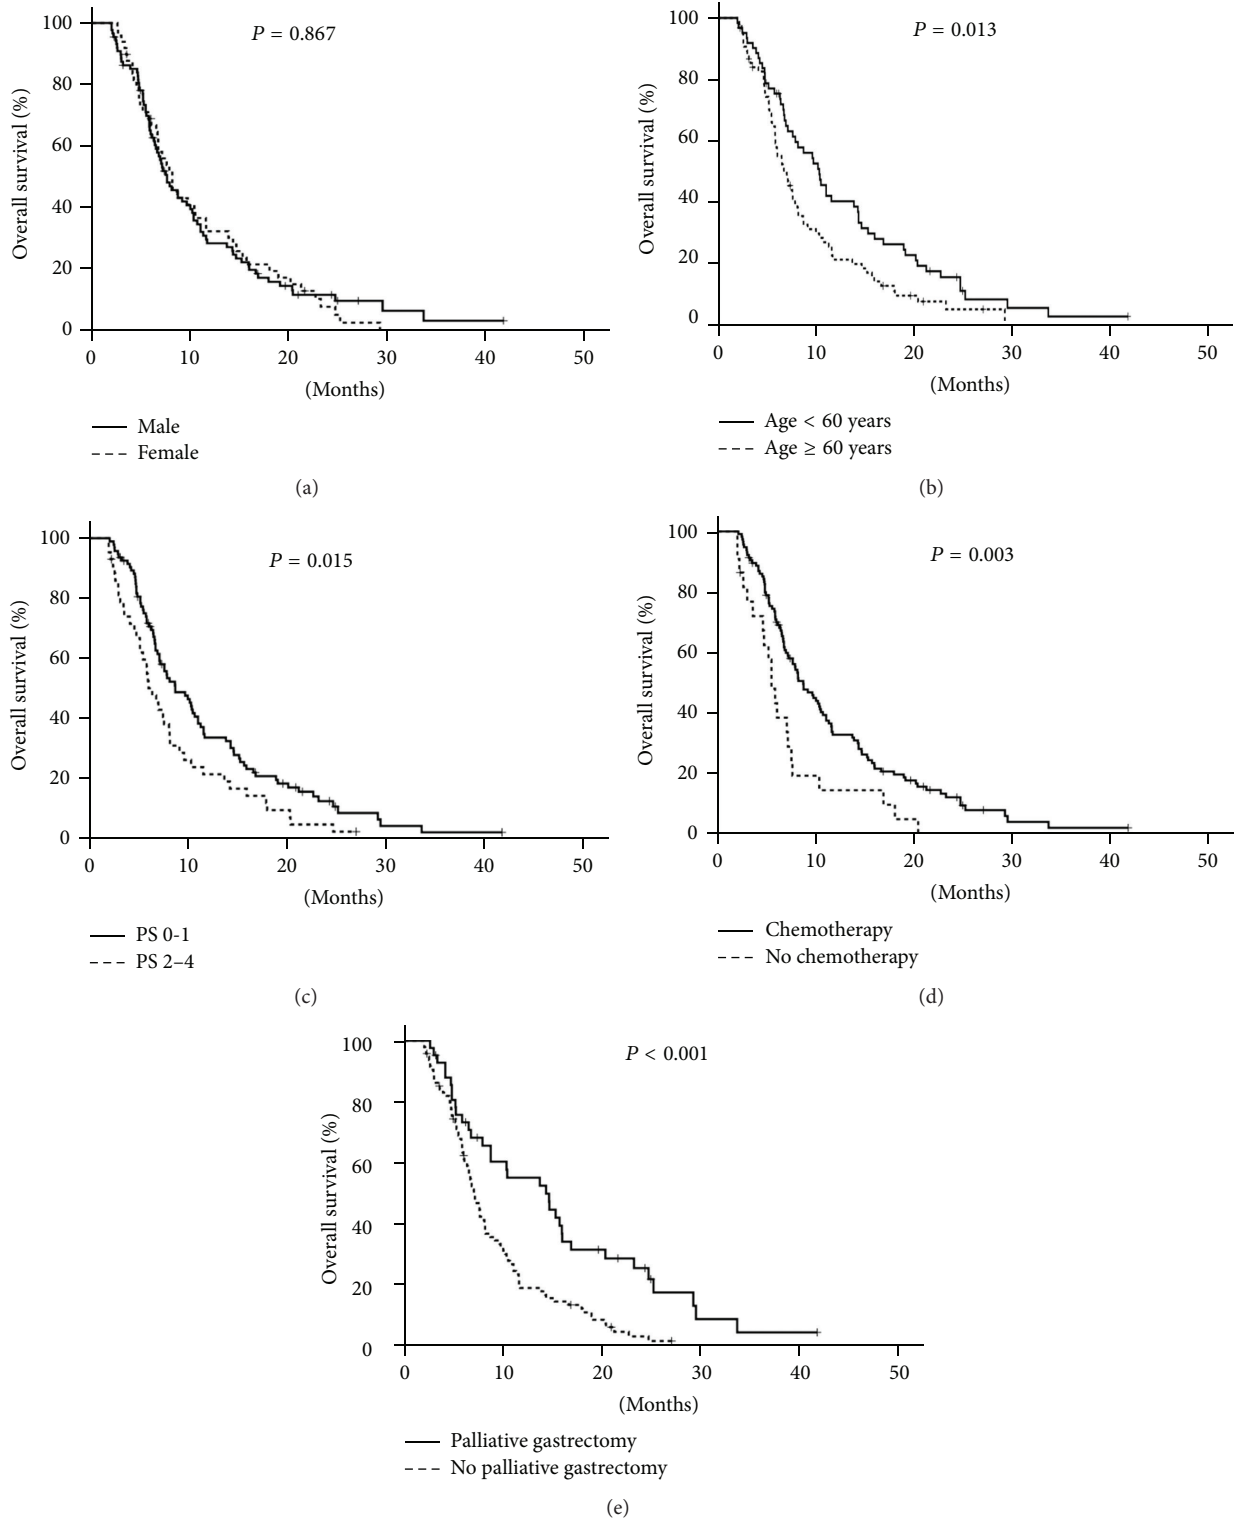 P = 0.867
Overall survival (%)
100
80
60
40
20
0
0 10 20 30 40 50
(Months)
Male
Female
(a)
P = 0.013
Overall survival (%)
100
80
60
40
20
0
0 10 20 30 40 50
(Months)
Age < 60 years
Age ≥ 60 years
(b)
P = 0.015
Overall survival (%)
100
80
60
40
20
0
0 10 20 30 40 50
(Months)
PS 0-1
PS 2–4
(c)
P = 0.003
Overall survival (%)
100
80
60
40
20
0
0 10 20 30 40 50
(Months)
Chemotherapy
No chemotherapy
(d)
P < 0.001
Overall survival (%)
100
80
60
40
20
0
0 10 20 30 40 50
(Months)
Palliative gastrectomy
No palliative gastrectomy
(e)